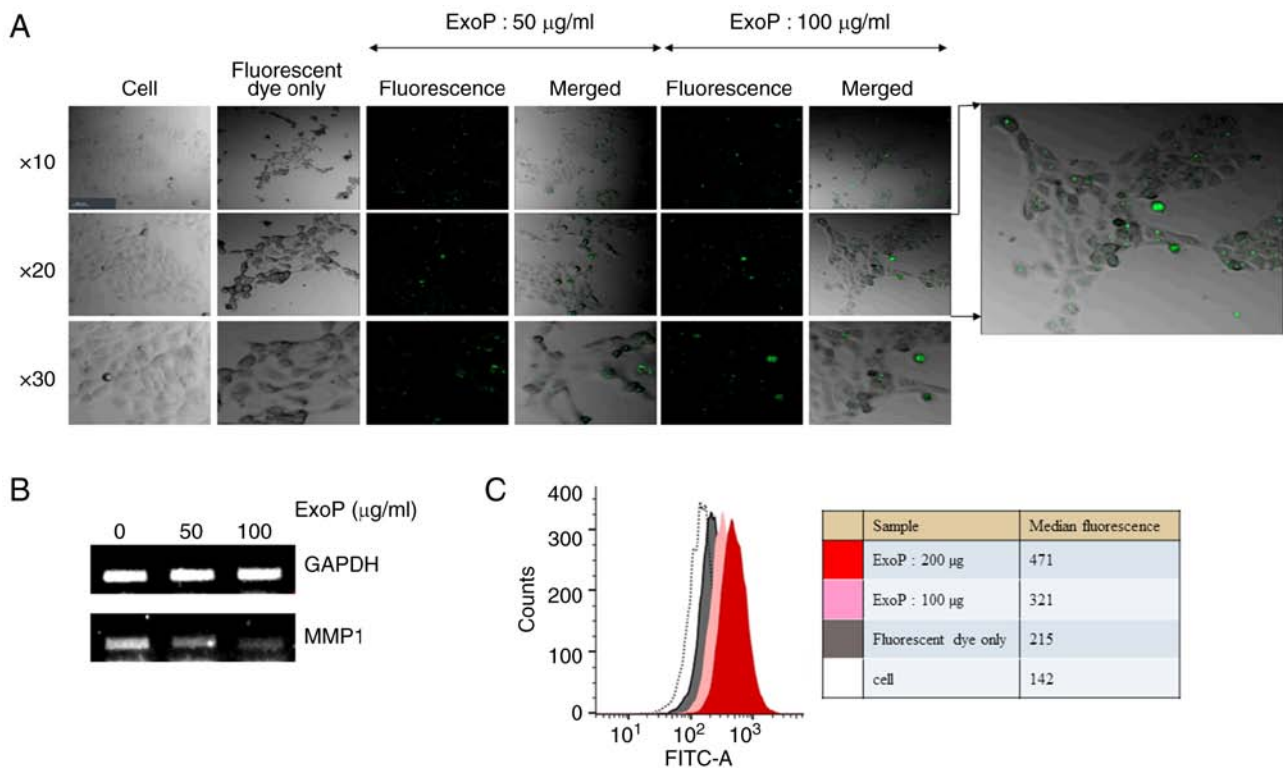 A
ExoP : 50 μg/ml
ExoP : 100 μg/ml
Cell
Fluorescent
dye only
Fluorescence
Merged
Fluorescence
Merged
×10
×20
×30
B
ExoP (μg/ml)
0 50 100
GAPDH
MMP1
C
400
300
200
100
0
Counts
10¹ 10² 10³
FITC-A
Sample Median fluorescence
ExoP : 200 μg 471
ExoP : 100 μg 321
Fluorescent dye only 215
cell 142